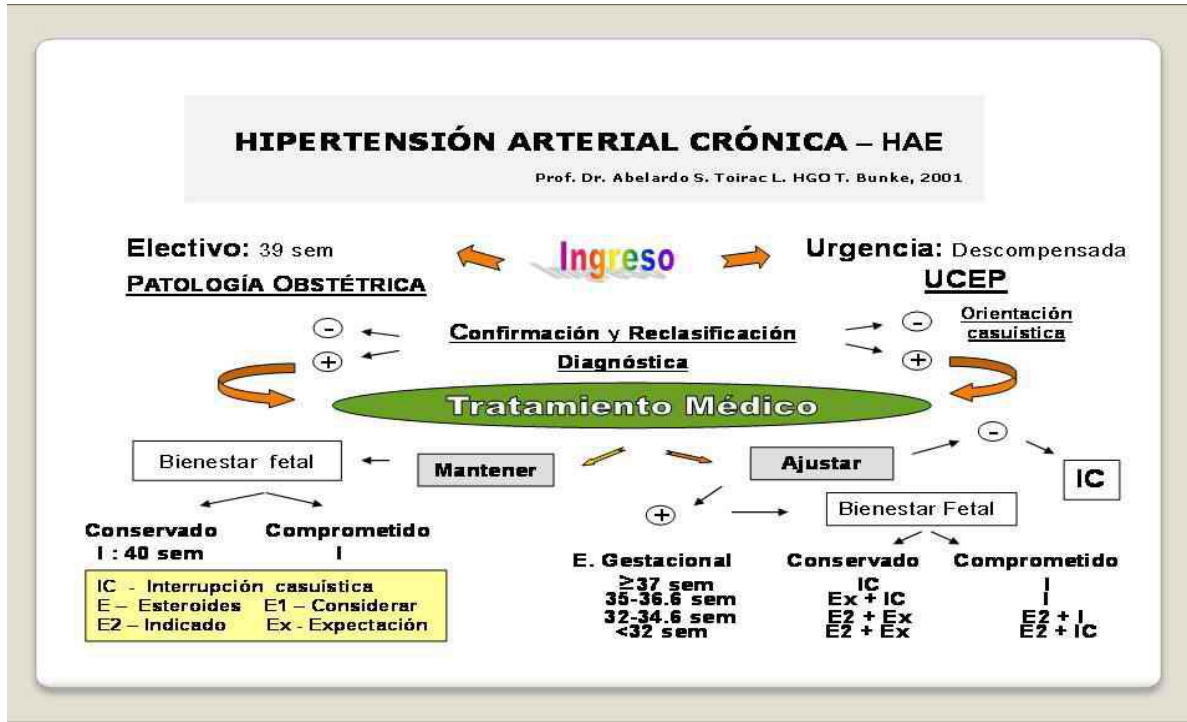 HIPERTENSIÓN ARTERIAL CRÓNICA – HAE
Prof. Dr. Abelardo S. Toirac L. HGO T. Bunke, 2001
Electivo: 39 sem
PATOLOGÍA OBSTÉTRICA
Ingreso
Urgencia: Descompensada
UCEP
Orientación
casuística
-
+
Confirmación y Reclasificación
Diagnóstica
-
+
Tratamiento Médico
Bienestar fetal
Mantener
Ajustar
-
IC
+
Bienestar Fetal
Conservado
I : 40 sem
Comprometido
I
IC - Interrupción casuística
E – Esteroides E1 – Considerar
E2 – Indicado Ex - Expectación
E. Gestacional Conservado Comprometido
≥37 sem IC I
35-36.6 sem Ex + IC I
32-34.6 sem E2 + Ex E2 + I
<32 sem E2 + Ex E2 + IC